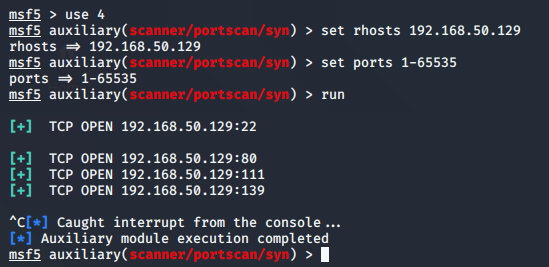 msf5 > use 4
msf5 auxiliary(scanner/portscan/syn) > set rhosts 192.168.50.129
rhosts => 192.168.50.129
msf5 auxiliary(scanner/portscan/syn) > set ports 1-65535
ports => 1-65535
msf5 auxiliary(scanner/portscan/syn) > run
[+]  TCP OPEN 192.168.50.129:22
[+]  TCP OPEN 192.168.50.129:80
[+]  TCP OPEN 192.168.50.129:111
[+]  TCP OPEN 192.168.50.129:139
^C[*] Caught interrupt from the console...
[*] Auxiliary module execution completed
msf5 auxiliary(scanner/portscan/syn) >